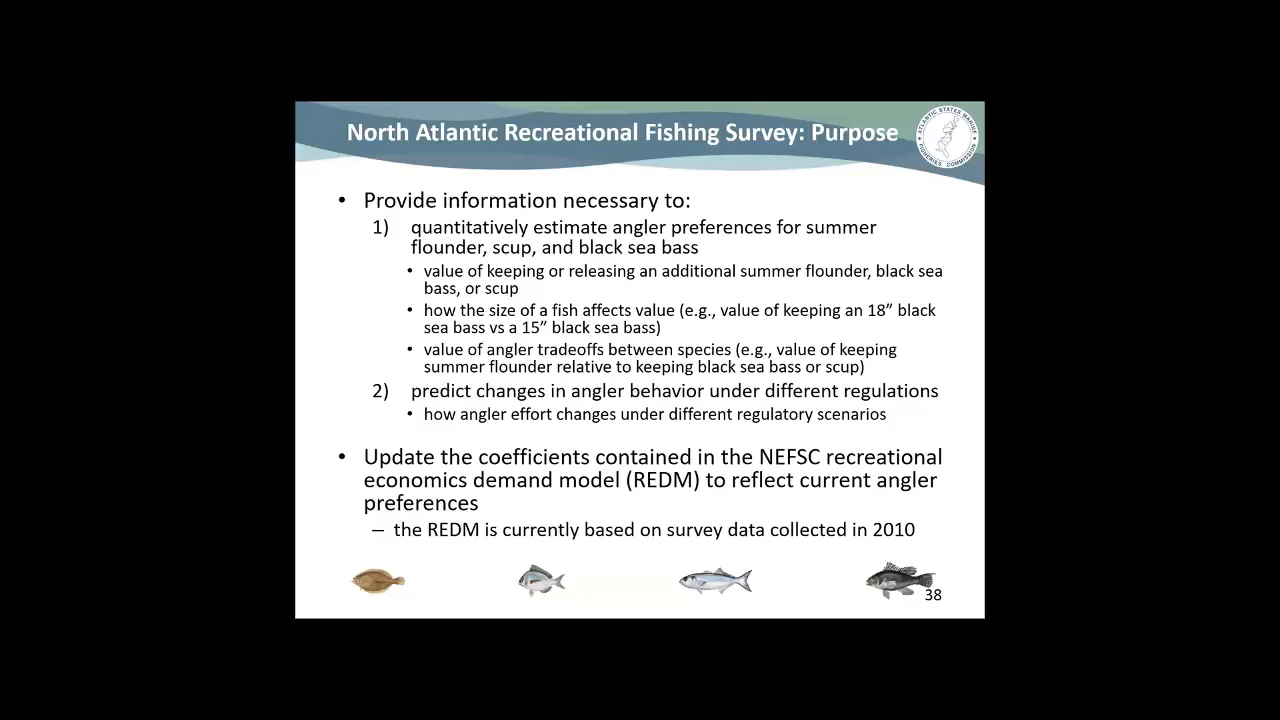 North Atlantic Recreational Fishing Survey: Purpose
ATLANTIC STATES MARINE
FISHERIES COMMISSION
• Provide information necessary to:
1) quantitatively estimate angler preferences for summer
flounder, scup, and black sea bass
• value of keeping or releasing an additional summer flounder, black sea
bass, or scup
• how the size of a fish affects value (e.g., value of keeping an 18” black
sea bass vs a 15” black sea bass)
• value of angler tradeoffs between species (e.g., value of keeping
summer flounder relative to keeping black sea bass or scup)
2) predict changes in angler behavior under different regulations
• how angler effort changes under different regulatory scenarios
• Update the coefficients contained in the NEFSC recreational
economics demand model (REDM) to reflect current angler
preferences
– the REDM is currently based on survey data collected in 2010
38